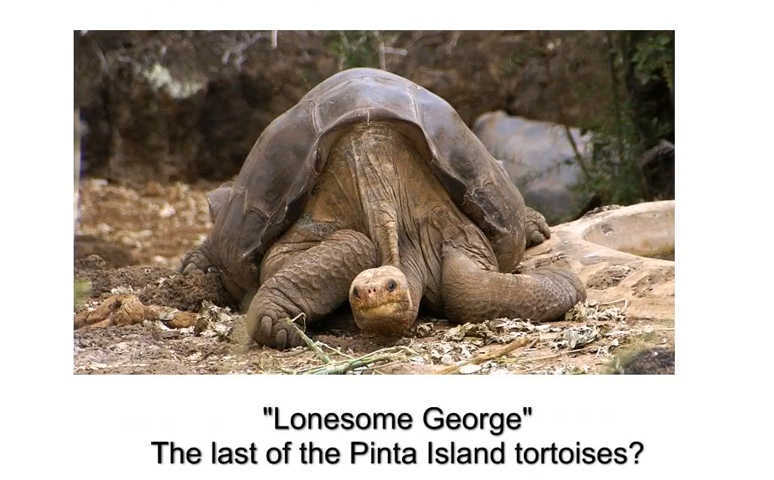 "Lonesome George"
The last of the Pinta Island tortoises?